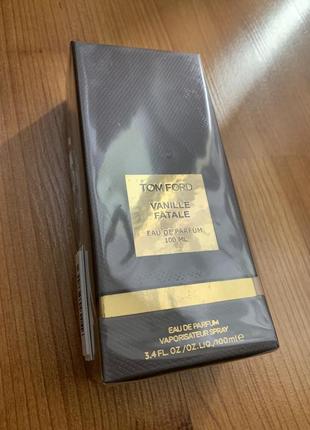 TOM FORD
VANILLE
FATALE
EAU DE PARFUM
100 ML
EAU DE PARFUM
VAPORISATEUR SPRAY
3.4 FL.OZ /OZ.LIQ./100ml℮